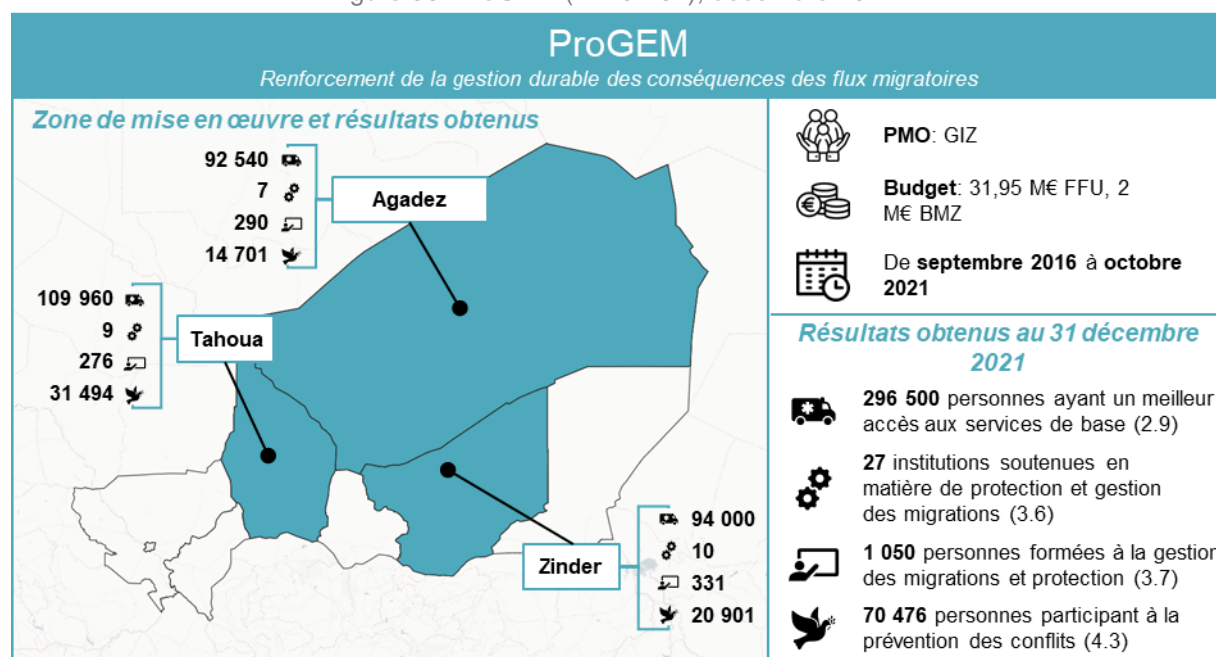 ProGEM
Renforcement de la gestion durable des conséquences des flux migratoires
Zone de mise en œuvre et résultats obtenus
92 540
7
290
14 701
Agadez
109 960
9
276
31 494
Tahoua
94 000
10
331
20 901
Zinder
PMO: GIZ
Budget: 31,95 M€ FFU, 2
M€ BMZ
De septembre 2016 à octobre
2021
Résultats obtenus au 31 décembre
2021
296 500 personnes ayant un meilleur
accès aux services de base (2.9)
27 institutions soutenues en
matière de protection et gestion
des migrations (3.6)
1 050 personnes formées à la gestion
des migrations et protection (3.7)
70 476 personnes participant à la
prévention des conflits (4.3)